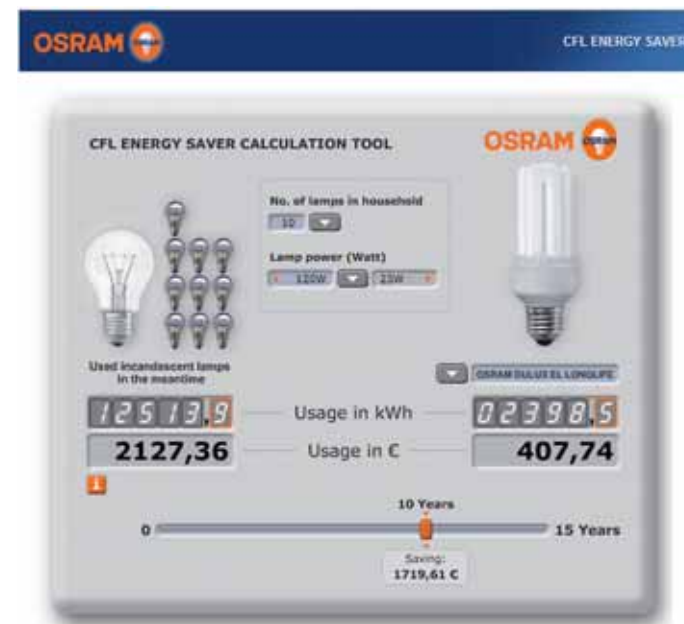 OSRAM
CFL ENERGY SAVER
CFL ENERGY SAVER CALCULATION TOOL
OSRAM
No. of lamps in household
10
Lamp power (Watt)
120W 23W
Used incandescent lamps
in the meantime
OSRAM DULUX EL LONGLIFE
12513,9 Usage in kWh 02398,5
2127,36 Usage in € 407,74
i
10 Years
0 15 Years
Saving:
1719,61 €